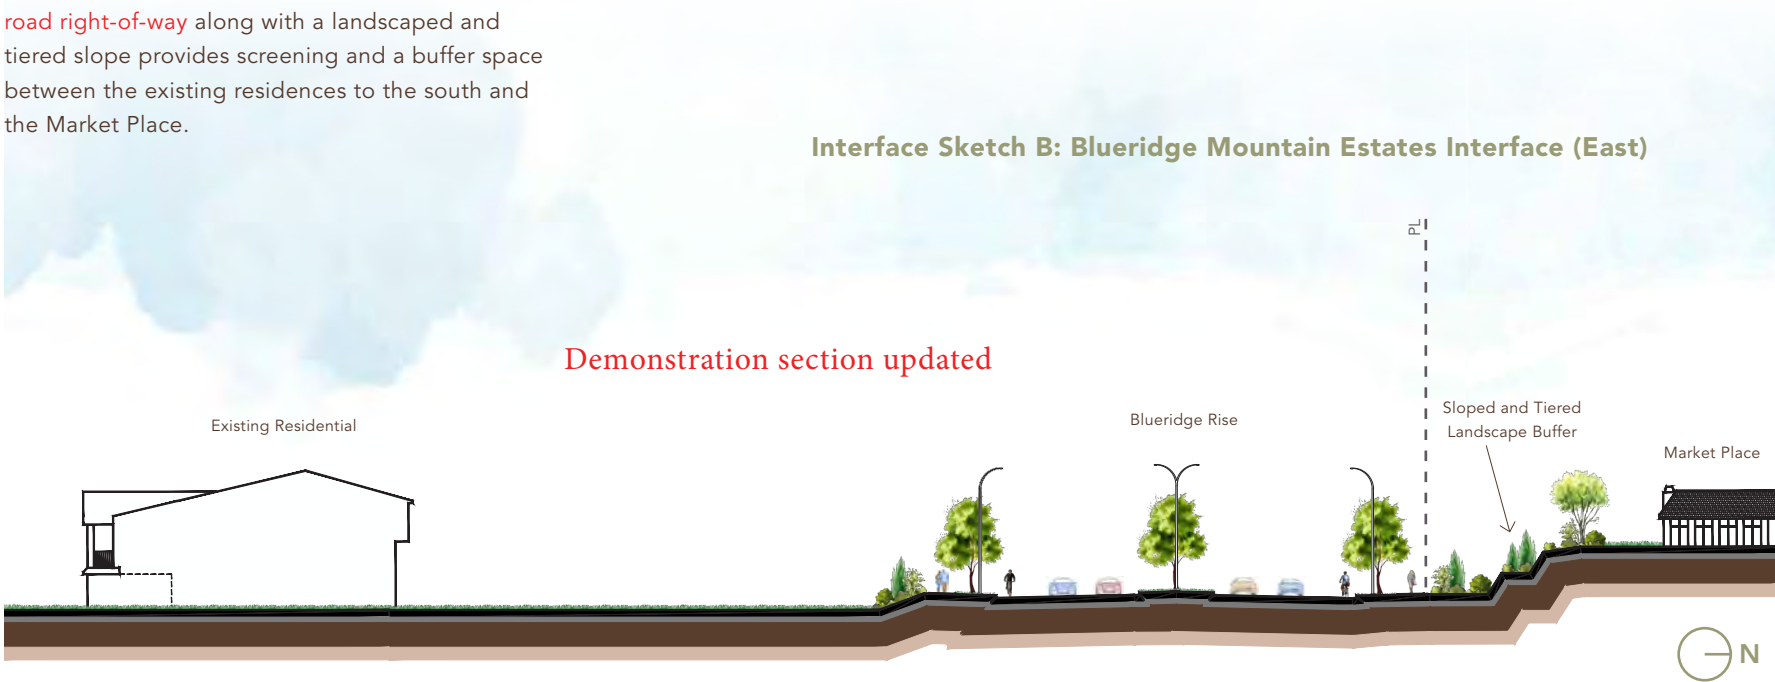 road right-of-way along with a landscaped and
tiered slope provides screening and a buffer space
between the existing residences to the south and
the Market Place.
Interface Sketch B: Blueridge Mountain Estates Interface (East)
PL
Demonstration section updated
Existing Residential
Blueridge Rise
Sloped and Tiered
Landscape Buffer
Market Place
N